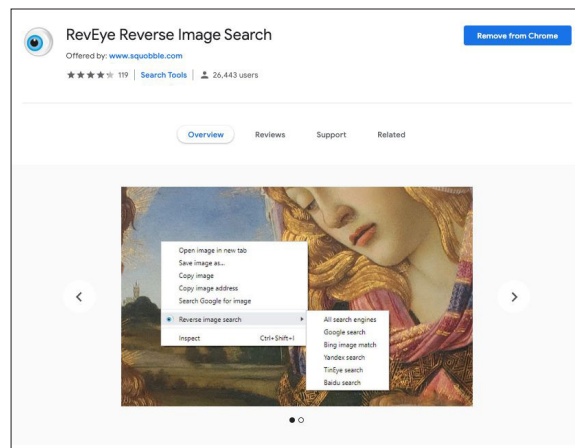 RevEye Reverse Image Search
Remove from Chrome
Offered by: www.squobble.com
119 | Search Tools | 26,443 users
Overview Reviews Support Related
Open image in new tab
Save image as...
Copy image
Copy image address
Search Google for image
Reverse image search
Inspect Ctrl+Shift+I
All search engines
Google search
Bing image match
Yandex search
TinEye search
Baidu search